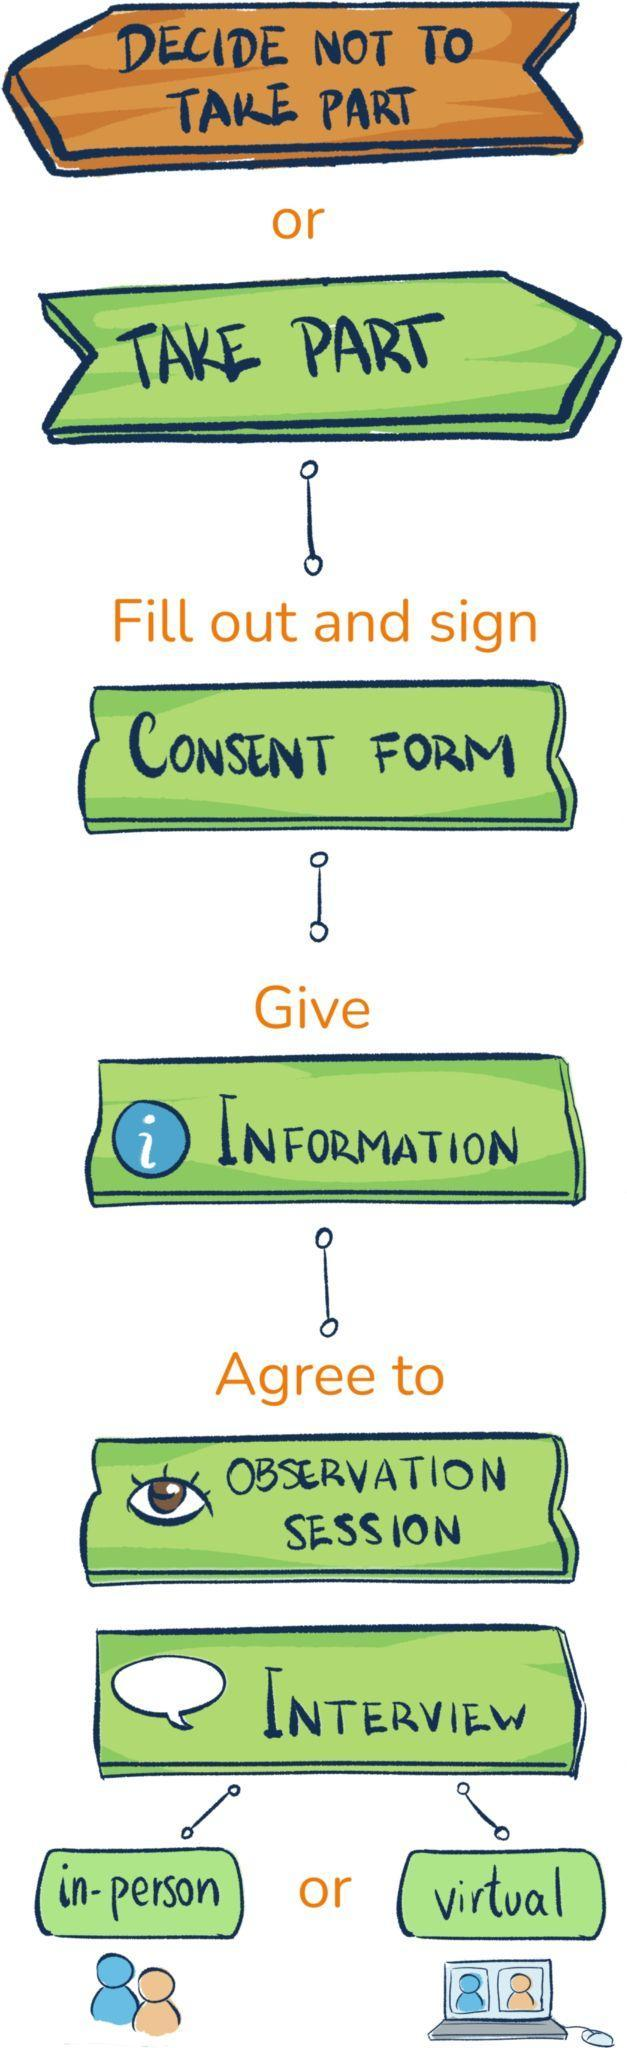 DECIDE NOT TO
TAKE PART
or
TAKE PART
Fill out and sign
CONSENT FORM
Give
i INFORMATION
Agree to
OBSERVATION
SESSION
INTERVIEW
in-person or virtual